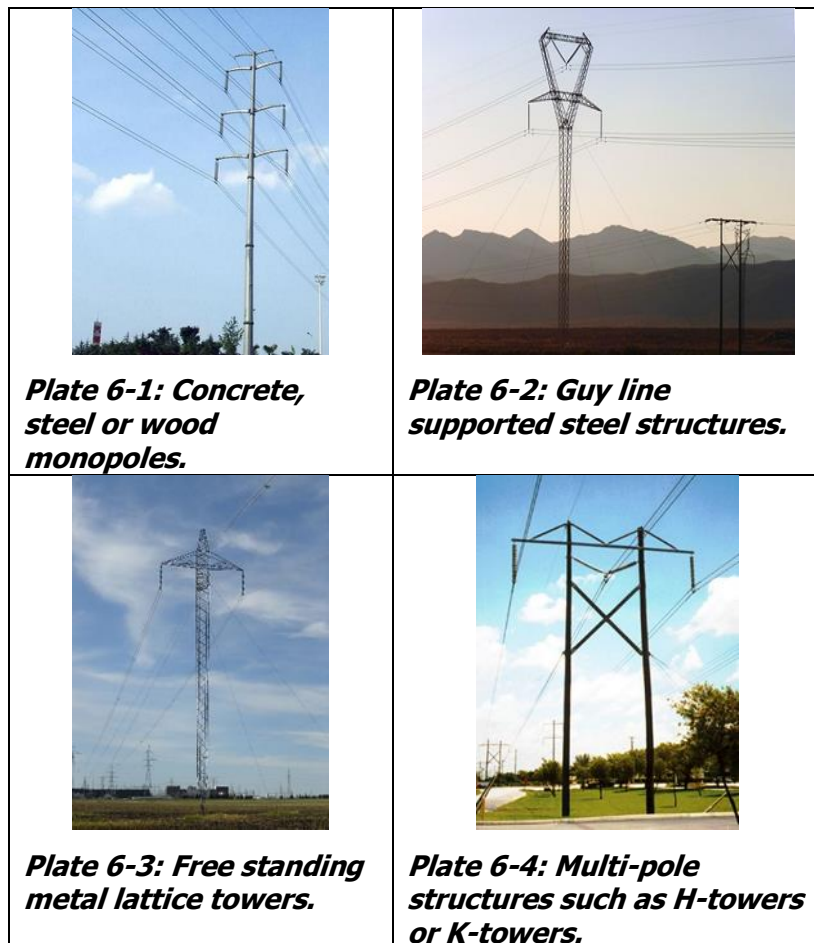 Plate 6-1: Concrete,
steel or wood
monopoles.
Plate 6-2: Guy line
supported steel structures.
Plate 6-3: Free standing
metal lattice towers.
Plate 6-4: Multi-pole
structures such as H-towers
or K-towers.